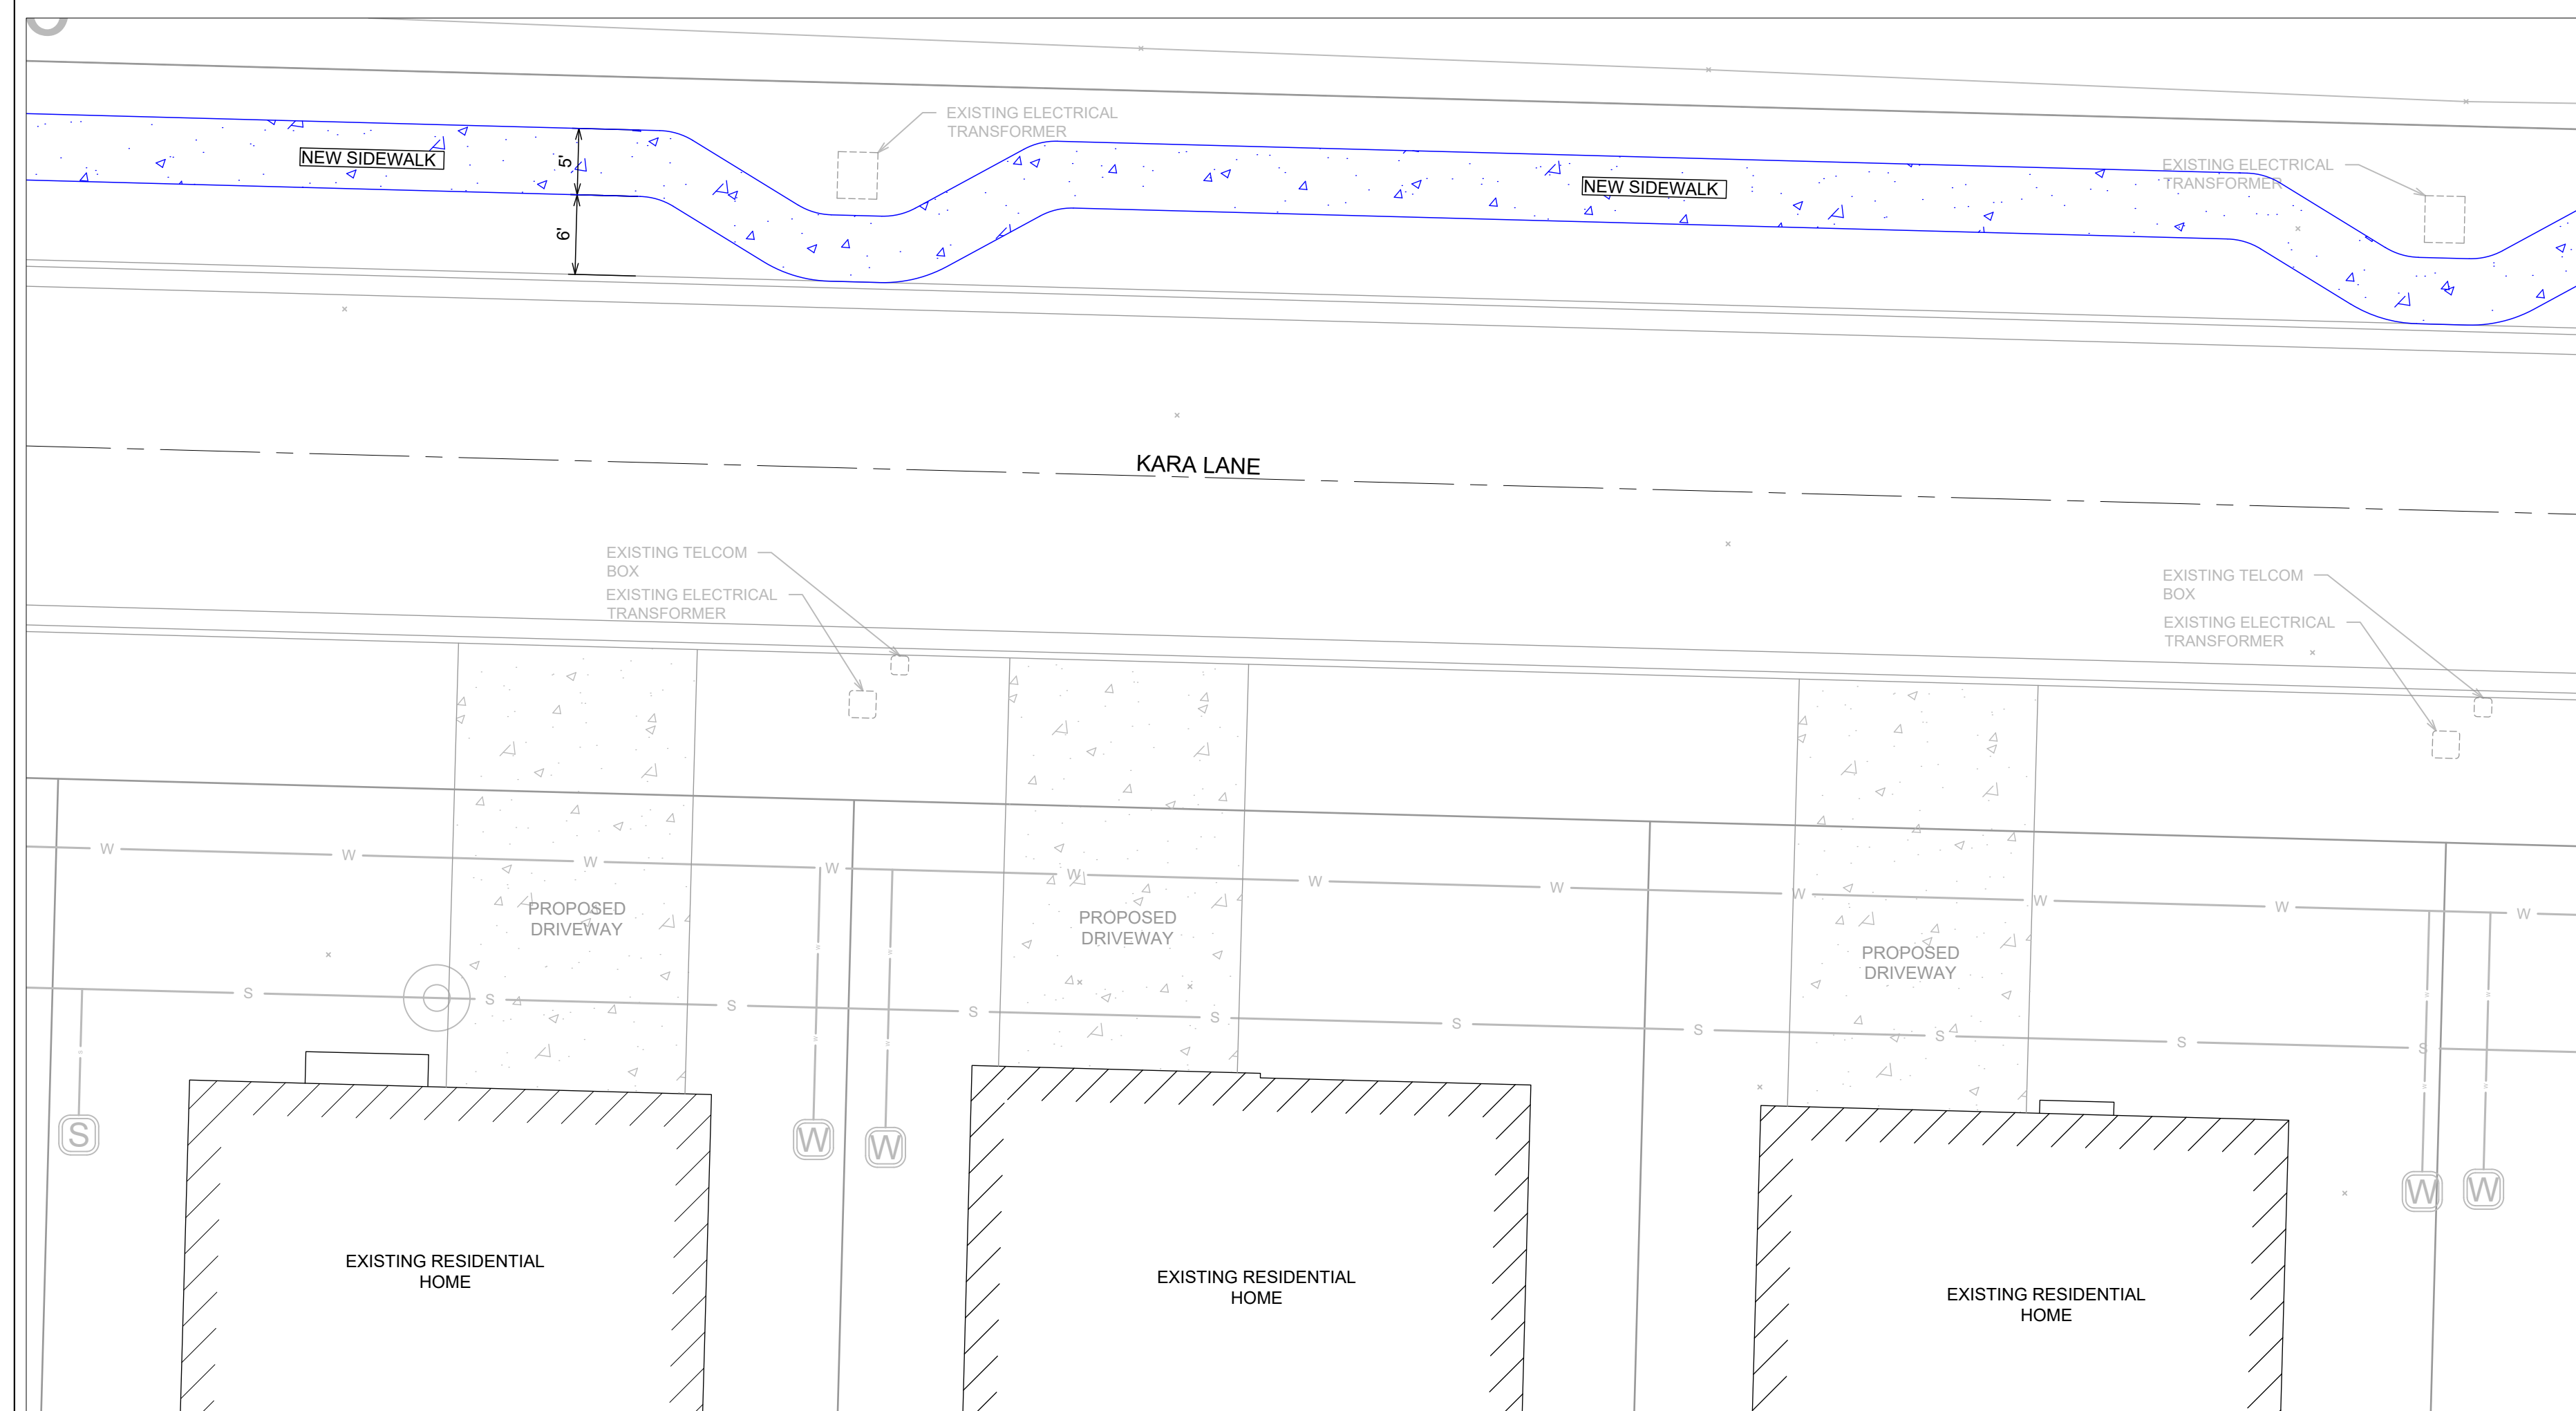 EXISTING ELECTRICAL
TRANSFORMER
NEW SIDEWALK
5'
6'
NEW SIDEWALK
EXISTING ELECTRICAL
TRANSFORMER
KARA LANE
EXISTING TELCOM
BOX
EXISTING ELECTRICAL
TRANSFORMER
EXISTING TELCOM
BOX
EXISTING ELECTRICAL
TRANSFORMER
W W W W W W W W W W W
PROPOSED
DRIVEWAY
PROPOSED
DRIVEWAY
PROPOSED
DRIVEWAY
W W W W
S S S S S S S S S S
S W W W W
S W W W W
EXISTING RESIDENTIAL
HOME
EXISTING RESIDENTIAL
HOME
EXISTING RESIDENTIAL
HOME